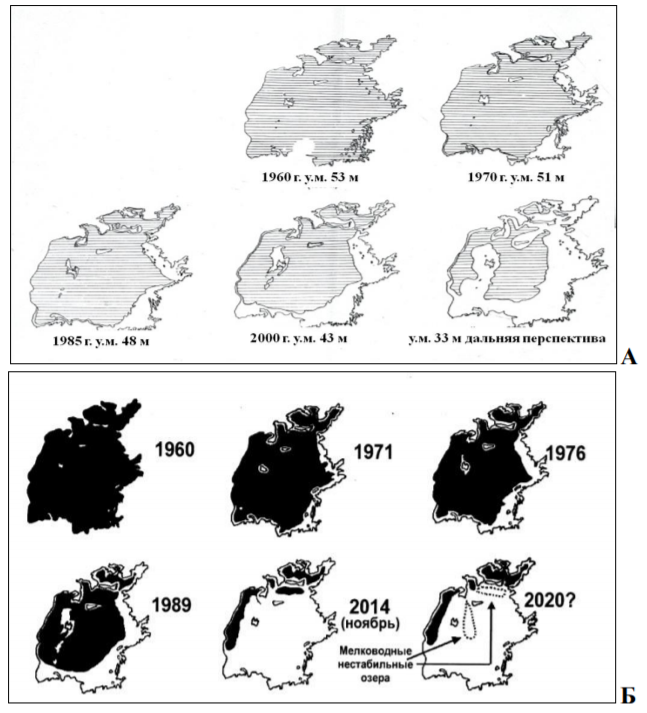 1960 г. у.м. 53 м
1970 г. у.м. 51 м
1985 г. у.м. 48 м
2000 г. у.м. 43 м
у.м. 33 м дальняя перспектива
А
1960
1971
1976
1989
2014
(ноябрь)
2020?
Мелководные
нестабильные
озера
Б